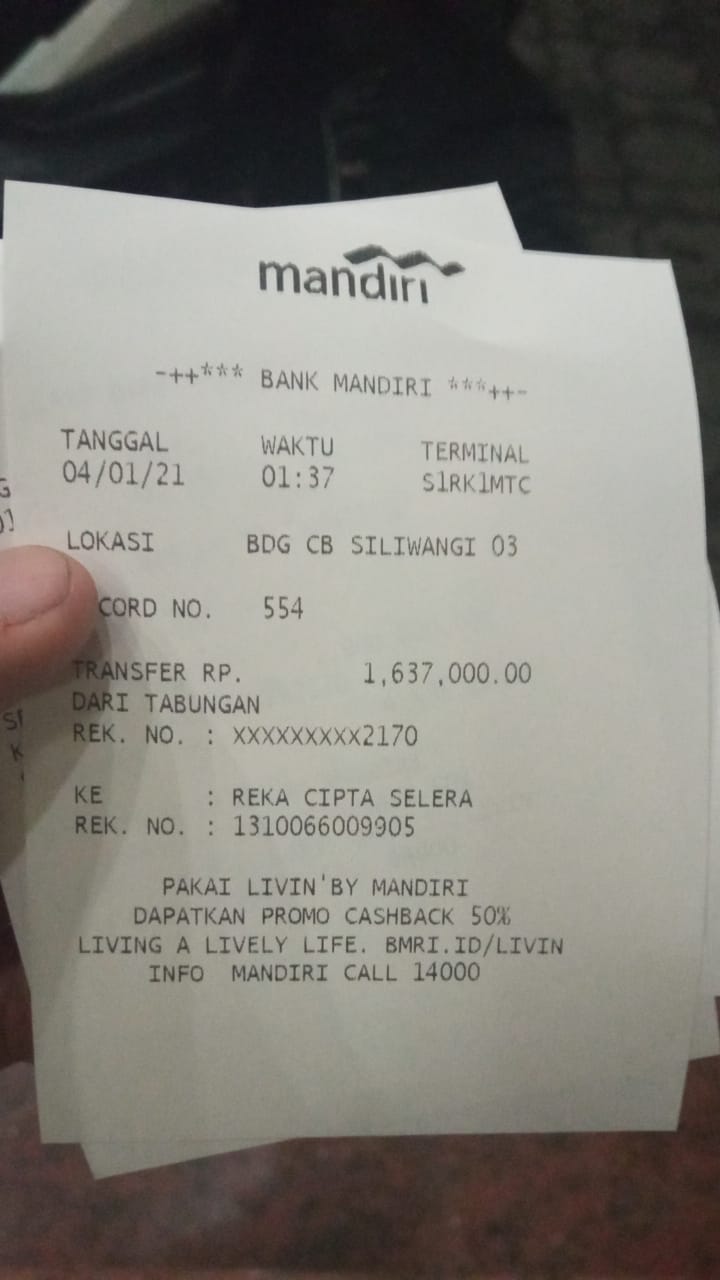 mandiri
-++*** BANK MANDIRI ***++-
TANGGAL WAKTU TERMINAL
04/01/21 01:37 S1RK1MTC
LOKASI BDG CB SILIWANGI 03
CORD NO. 554
TRANSFER RP. 1,637,000.00
DARI TABUNGAN
REK. NO. : XXXXXXXXX2170
KE : REKA CIPTA SELERA
REK. NO. : 1310066009905
PAKAI LIVIN'BY MANDIRI
DAPATKAN PROMO CASHBACK 50%
LIVING A LIVELY LIFE. BMRI.ID/LIVIN
INFO MANDIRI CALL 14000